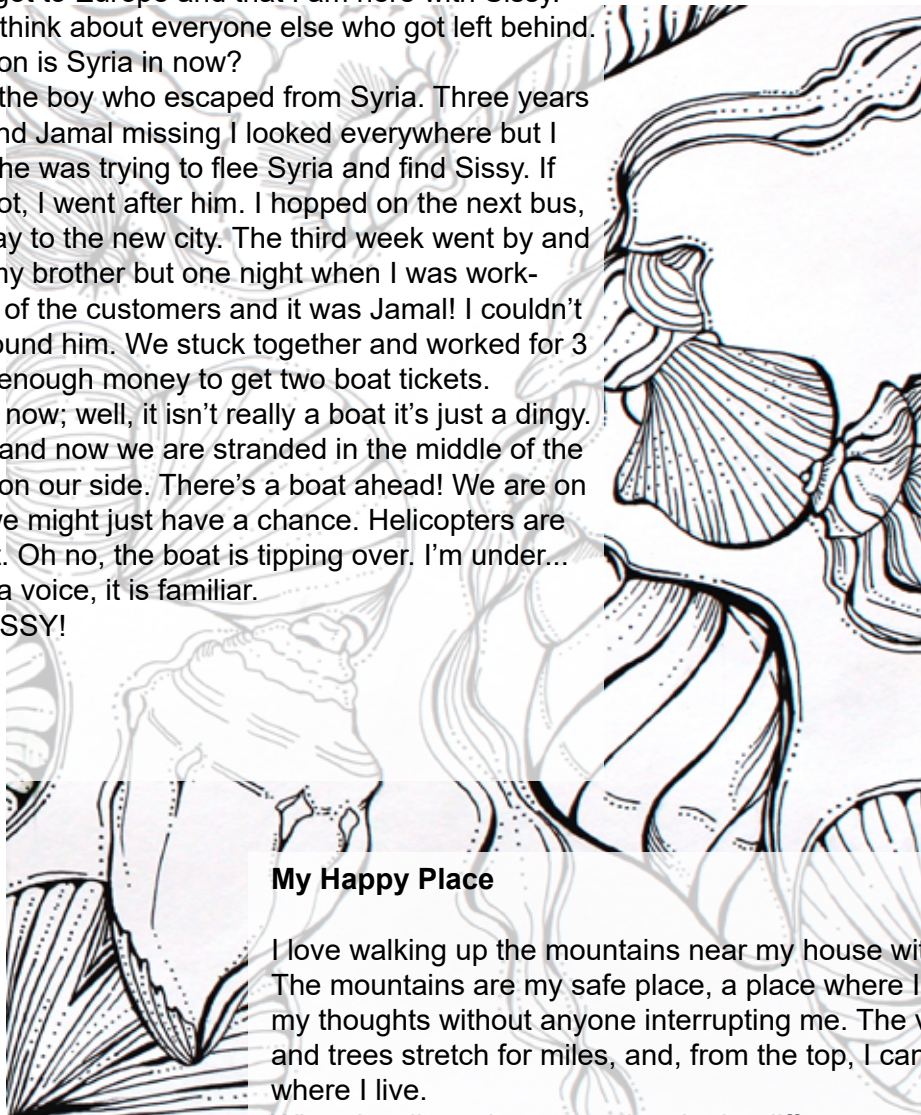 get to Europe and that I am here with Sissy.
think about everyone else who got left behind.
on is Syria in now?
the boy who escaped from Syria. Three years
nd Jamal missing I looked everywhere but I
he was trying to flee Syria and find Sissy. If
ot, I went after him. I hopped on the next bus,
ay to the new city. The third week went by and
my brother but one night when I was work-
of the customers and it was Jamal! I couldn't
ound him. We stuck together and worked for 3
enough money to get two boat tickets.
now; well, it isn't really a boat it's just a dingy.
and now we are stranded in the middle of the
on our side. There's a boat ahead! We are on
ve might just have a chance. Helicopters are
t. Oh no, the boat is tipping over. I'm under...
a voice, it is familiar.
SSY!
My Happy Place
I love walking up the mountains near my house wit
The mountains are my safe place, a place where I
my thoughts without anyone interrupting me. The v
and trees stretch for miles, and, from the top, I can
where I live.